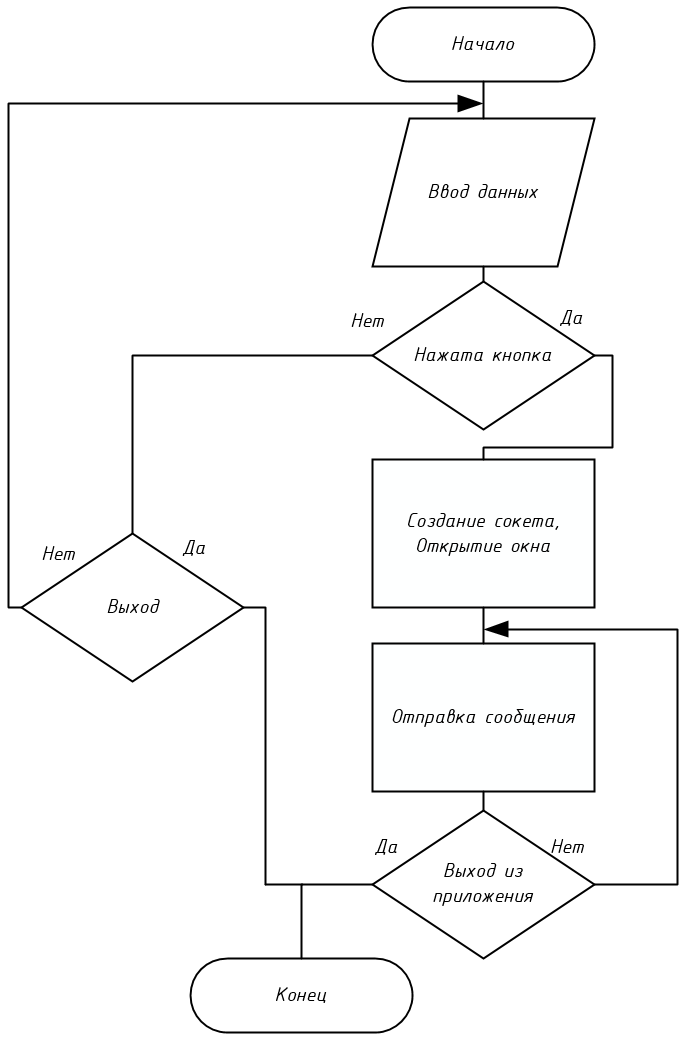 Начало
Ввод данных
Нет
Да
Нажата кнопка
Создание сокета,
Открытие окна
Нет
Да
Выход
Отправка сообщения
Да
Нет
Выход из
приложения
Конец